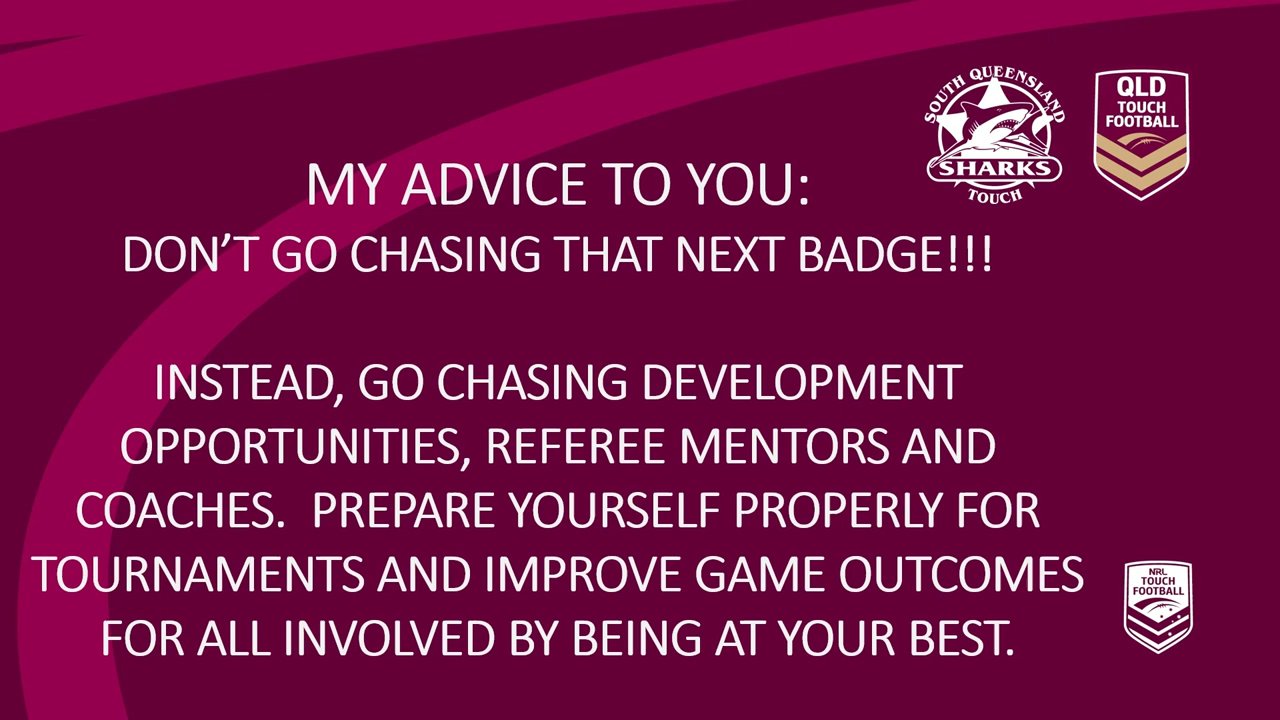 SOUTH QUEENSLAND
SHARKS
TOUCH
QLD
TOUCH
FOOTBALL
MY ADVICE TO YOU:
DON’T GO CHASING THAT NEXT BADGE!!!
INSTEAD, GO CHASING DEVELOPMENT
OPPORTUNITIES, REFEREE MENTORS AND
COACHES.  PREPARE YOURSELF PROPERLY FOR
TOURNAMENTS AND IMPROVE GAME OUTCOMES
FOR ALL INVOLVED BY BEING AT YOUR BEST.
NRL
TOUCH
FOOTBALL